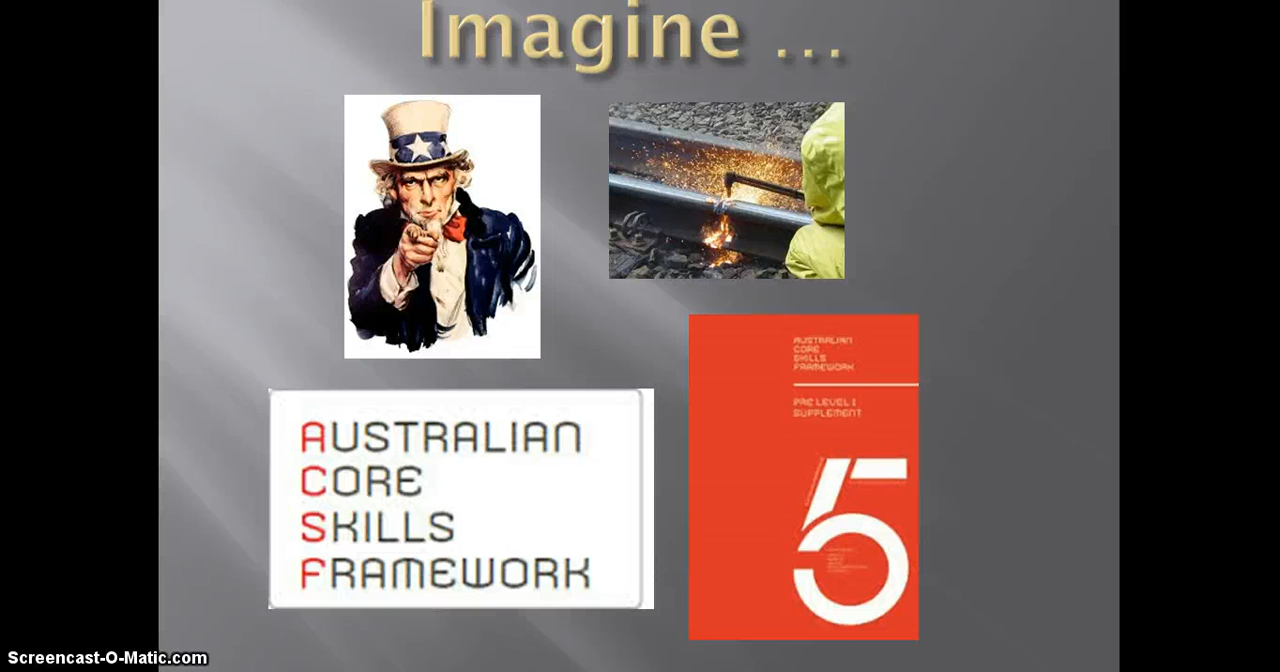 Imagine ...
AUSTRALIAN
CORE
SKILLS
FRAMEWORK
AUSTRALIAN
CORE
SKILLS
FRAMEWORK
PRE LEVEL 1
SUPPLEMENT
5
Screencast-O-Matic.com